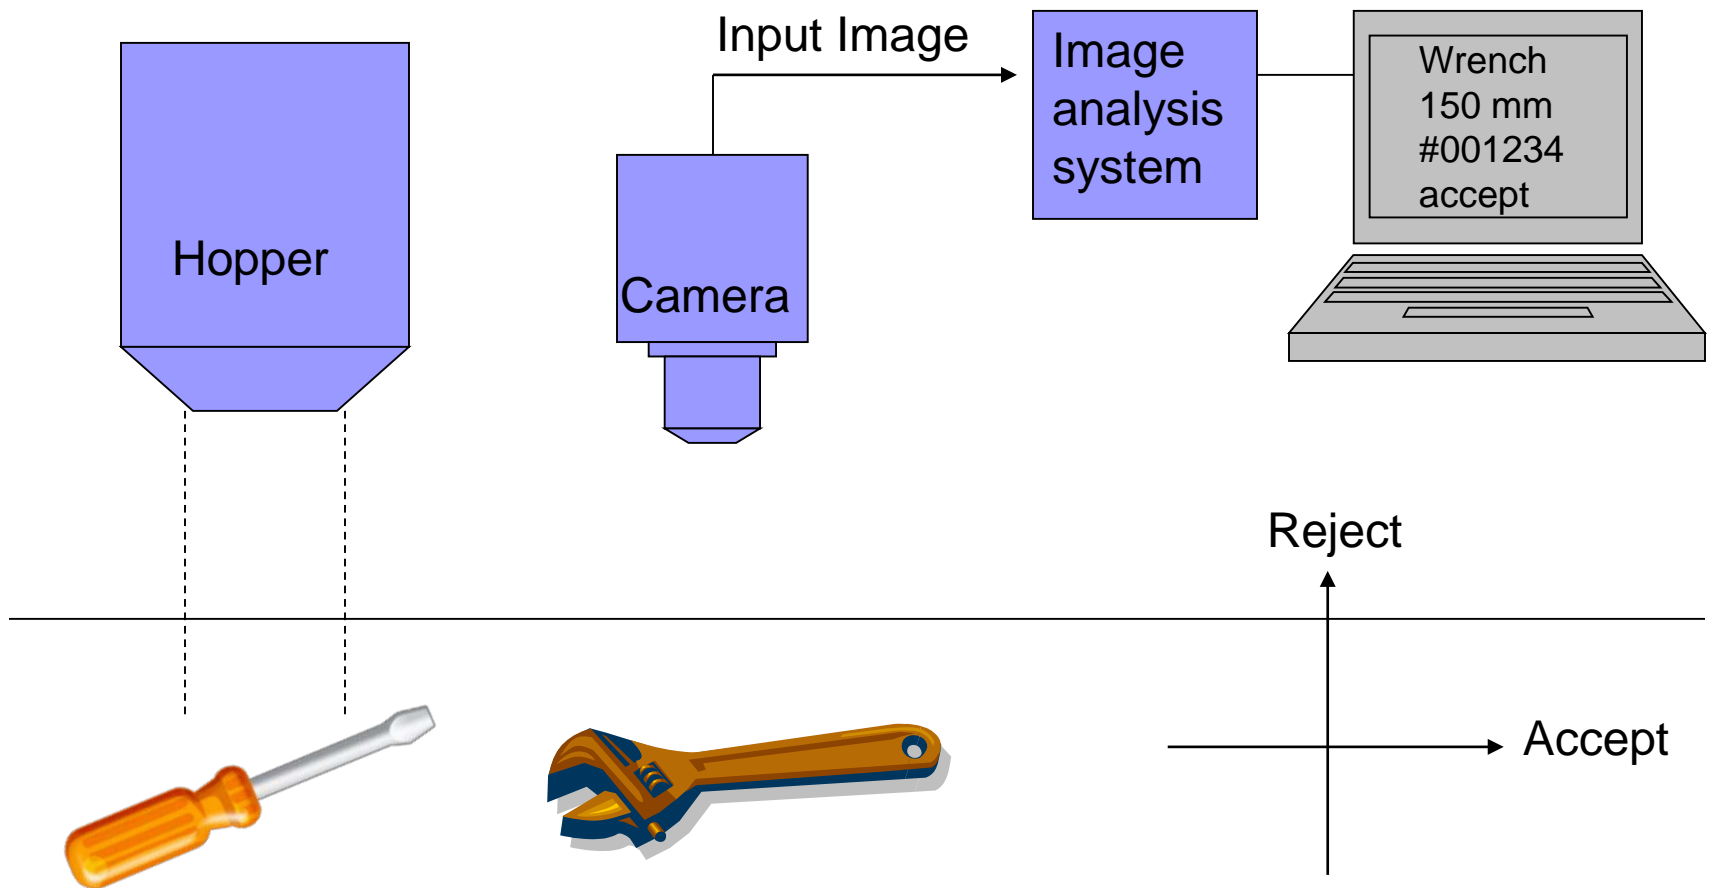 Input Image
Image
analysis
system
Wrench
150 mm
#001234
accept
Hopper
Camera
Reject
Accept